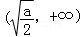 (√(a/2), +∞)